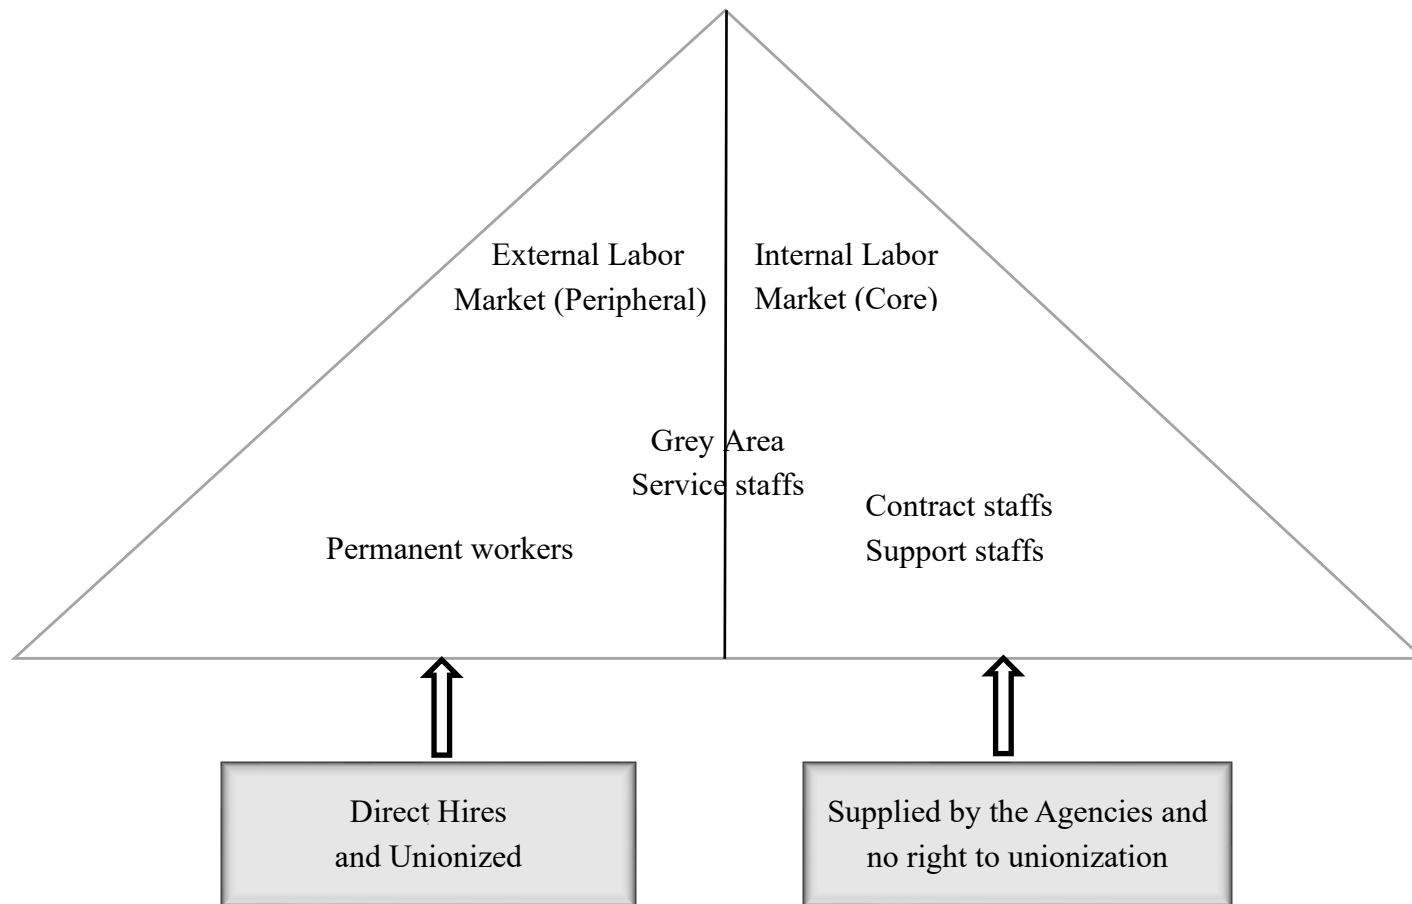 External Labor
Market (Peripheral)
Internal Labor
Market (Core)
Grey Area
Service staffs
Contract staffs
Support staffs
Permanent workers
Direct Hires
and Unionized
Supplied by the Agencies and
no right to unionization